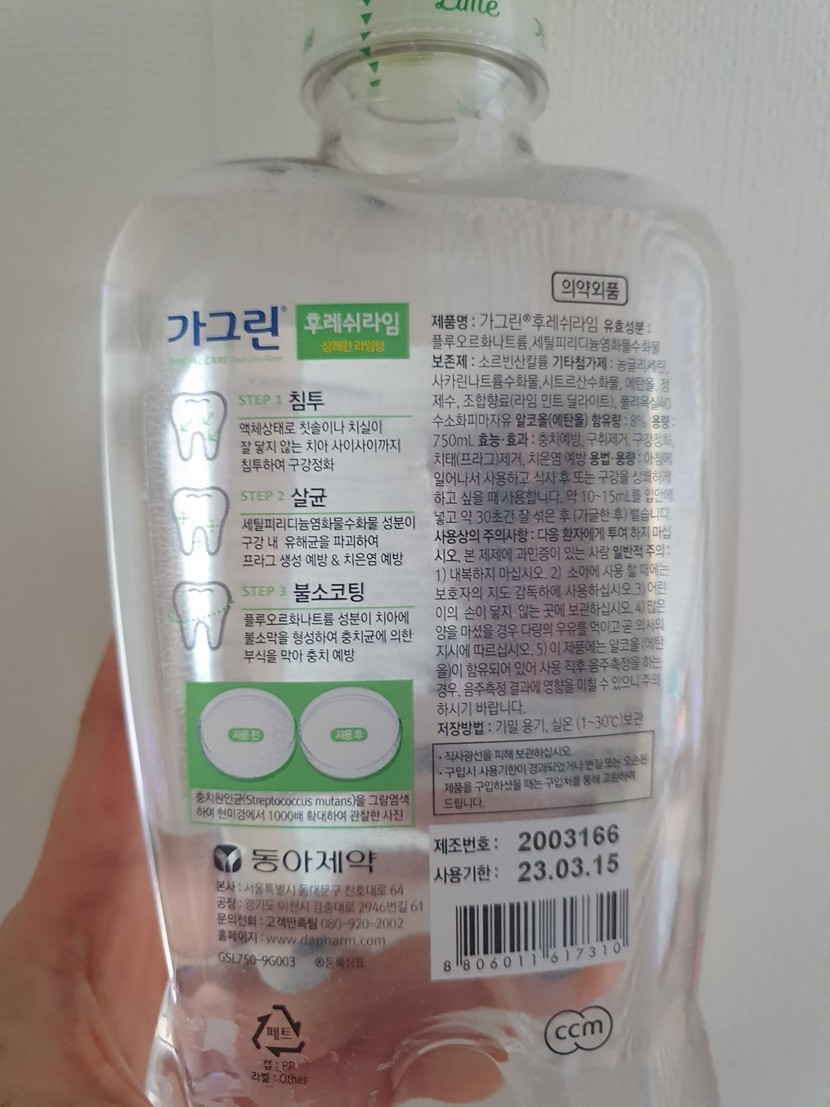 Lime
의약외품
가그린®
후레쉬라임
상쾌한 라임향
STEP 1 침투
액체상태로 칫솔이나 치실이
잘 닿지 않는 치아 사이사이까지
침투하여 구강정화
STEP 2 살균
세틸피리디늄염화물수화물 성분이
구강 내 유해균을 파괴하여
프라그 생성 예방 & 치은염 예방
STEP 3 불소코팅
플루오르화나트륨 성분이 치아에
불소막을 형성하여 충치균에 의한
부식을 막아 충치 예방
사용 전
사용 후
충치원인균(Streptococcus mutans)을 그람염색
하여 현미경에서 1000배 확대하여 관찰한 사진
동아제약
본사 : 서울특별시 동대문구 천호대로 64
공장 : 경기도 이천시 경충대로 2946번길 61
문의전화 : 고객만족팀 080-920-2002
홈페이지 : www.dapharm.com
GSL750-9G003 ®등록상표
페트
캡 : PP
라벨 : Other
제품명 : 가그린®후레쉬라임 유효성분 :
플루오르화나트륨,세틸피리디늄염화물수화물
보존제 : 소르빈산칼륨 기타첨가제 : 농글리세린,
사카린나트륨수화물,시트르산수화물, 에탄올, 정
제수, 조합향료(라임 민트 딜라이트), 폴리옥실40
수소화피마자유 알코올(에탄올) 함유량 : 8% 용량 :
750mL 효능·효과 : 충치예방, 구취제거, 구강정화,
치태(프라그)제거, 치은염 예방 용법·용량 : 아침에
일어나서 사용하고 식사 후 또는 구강을 상쾌하게
하고 싶을 때 사용합니다. 약 10~15mL를 입안에
넣고 약 30초간 잘 섞은 후 (가글한 후) 뱉습니다.
사용상의 주의사항 : 다음 환자에게 투여 하지 마십
시오. 본 제제에 과민증이 있는 사람 일반적 주의 :
1) 내복하지 마십시오. 2) 소아에 사용 할 때에는
보호자의 지도 감독하에 사용하십시오.3) 어린
이의 손이 닿지 않는 곳에 보관하십시오. 4) 많은
양을 마셨을 경우 다량의 우유를 먹이고 곧 의사의
지시에 따르십시오. 5) 이 제품에는 알코올 (에탄
올)이 함유되어 있어 사용 직후 음주측정을 하는
경우, 음주측정 결과에 영향을 미칠 수 있으니 주의
하시기 바랍니다.
저장방법 : 기밀 용기, 실온 (1~30℃)보관
· 직사광선을 피해 보관하십시오.
· 구입시 사용기한이 경과되었거나 변질 또는 오손된
제품을 구입하셨을 때는 구입처를 통해 교환하여
드립니다.
제조번호 : 2003166
사용기한 : 23.03.15
8 806011 617310
ccm